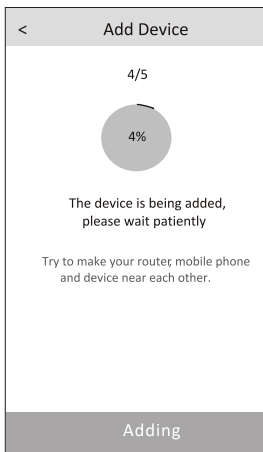 < Add Device
4/5
4%
The device is being added,
please wait patiently
Try to make your router, mobile phone
and device near each other.
Adding